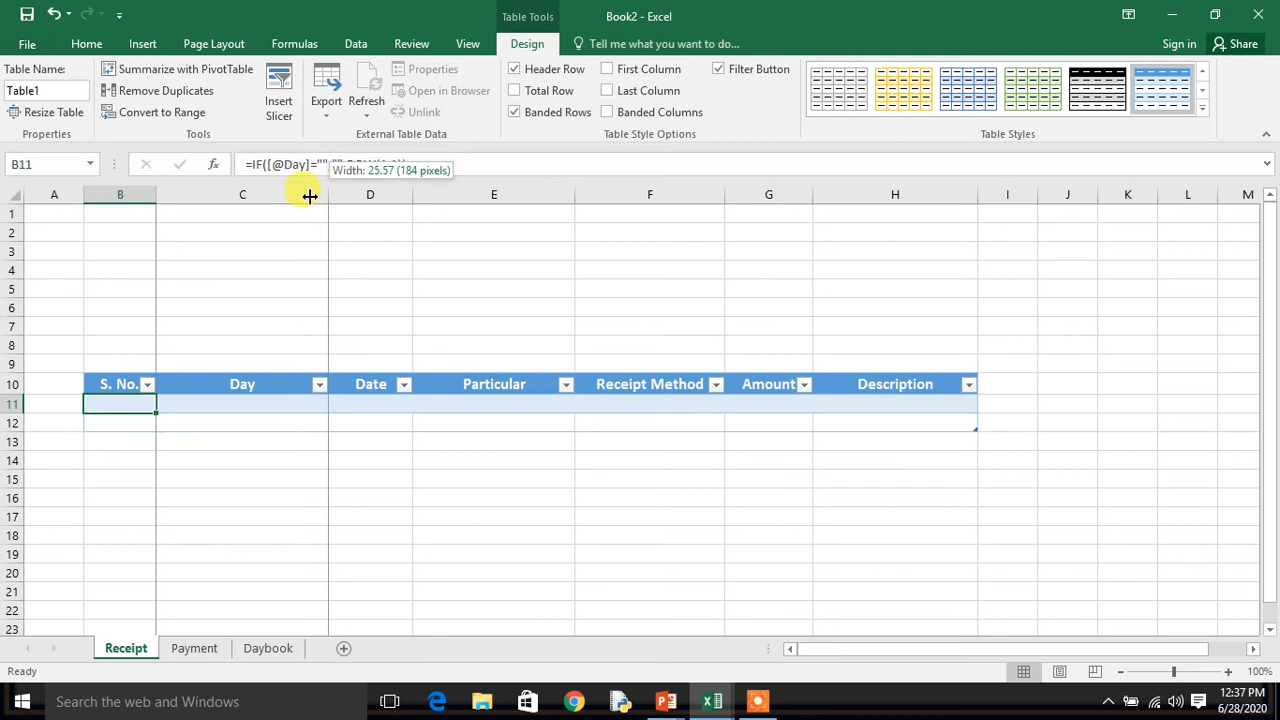 Table Tools
Book2 - Excel
File
Home
Insert
Page Layout
Formulas
Data
Review
View
Design
Tell me what you want to do...
Sign in
Share
Table Name:
Table1
Resize Table
Properties
Summarize with PivotTable
Remove Duplicates
Convert to Range
Tools
Insert
Slicer
Export
Refresh
Properties
Open in Browser
Unlink
External Table Data
Header Row
Total Row
Banded Rows
First Column
Last Column
Banded Columns
Filter Button
Table Style Options
Table Styles
B11
=IF([@Day]=""
Width: 25.57 (184 pixels)
A B C D E F G H I J K L M
1
2
3
4
5
6
7
8
9
10 S. No. Day Date Particular Receipt Method Amount Description
11
12
13
14
15
16
17
18
19
20
21
22
23
Receipt Payment Daybook
Ready
100%
Search the web and Windows
12:37 PM
6/28/2020